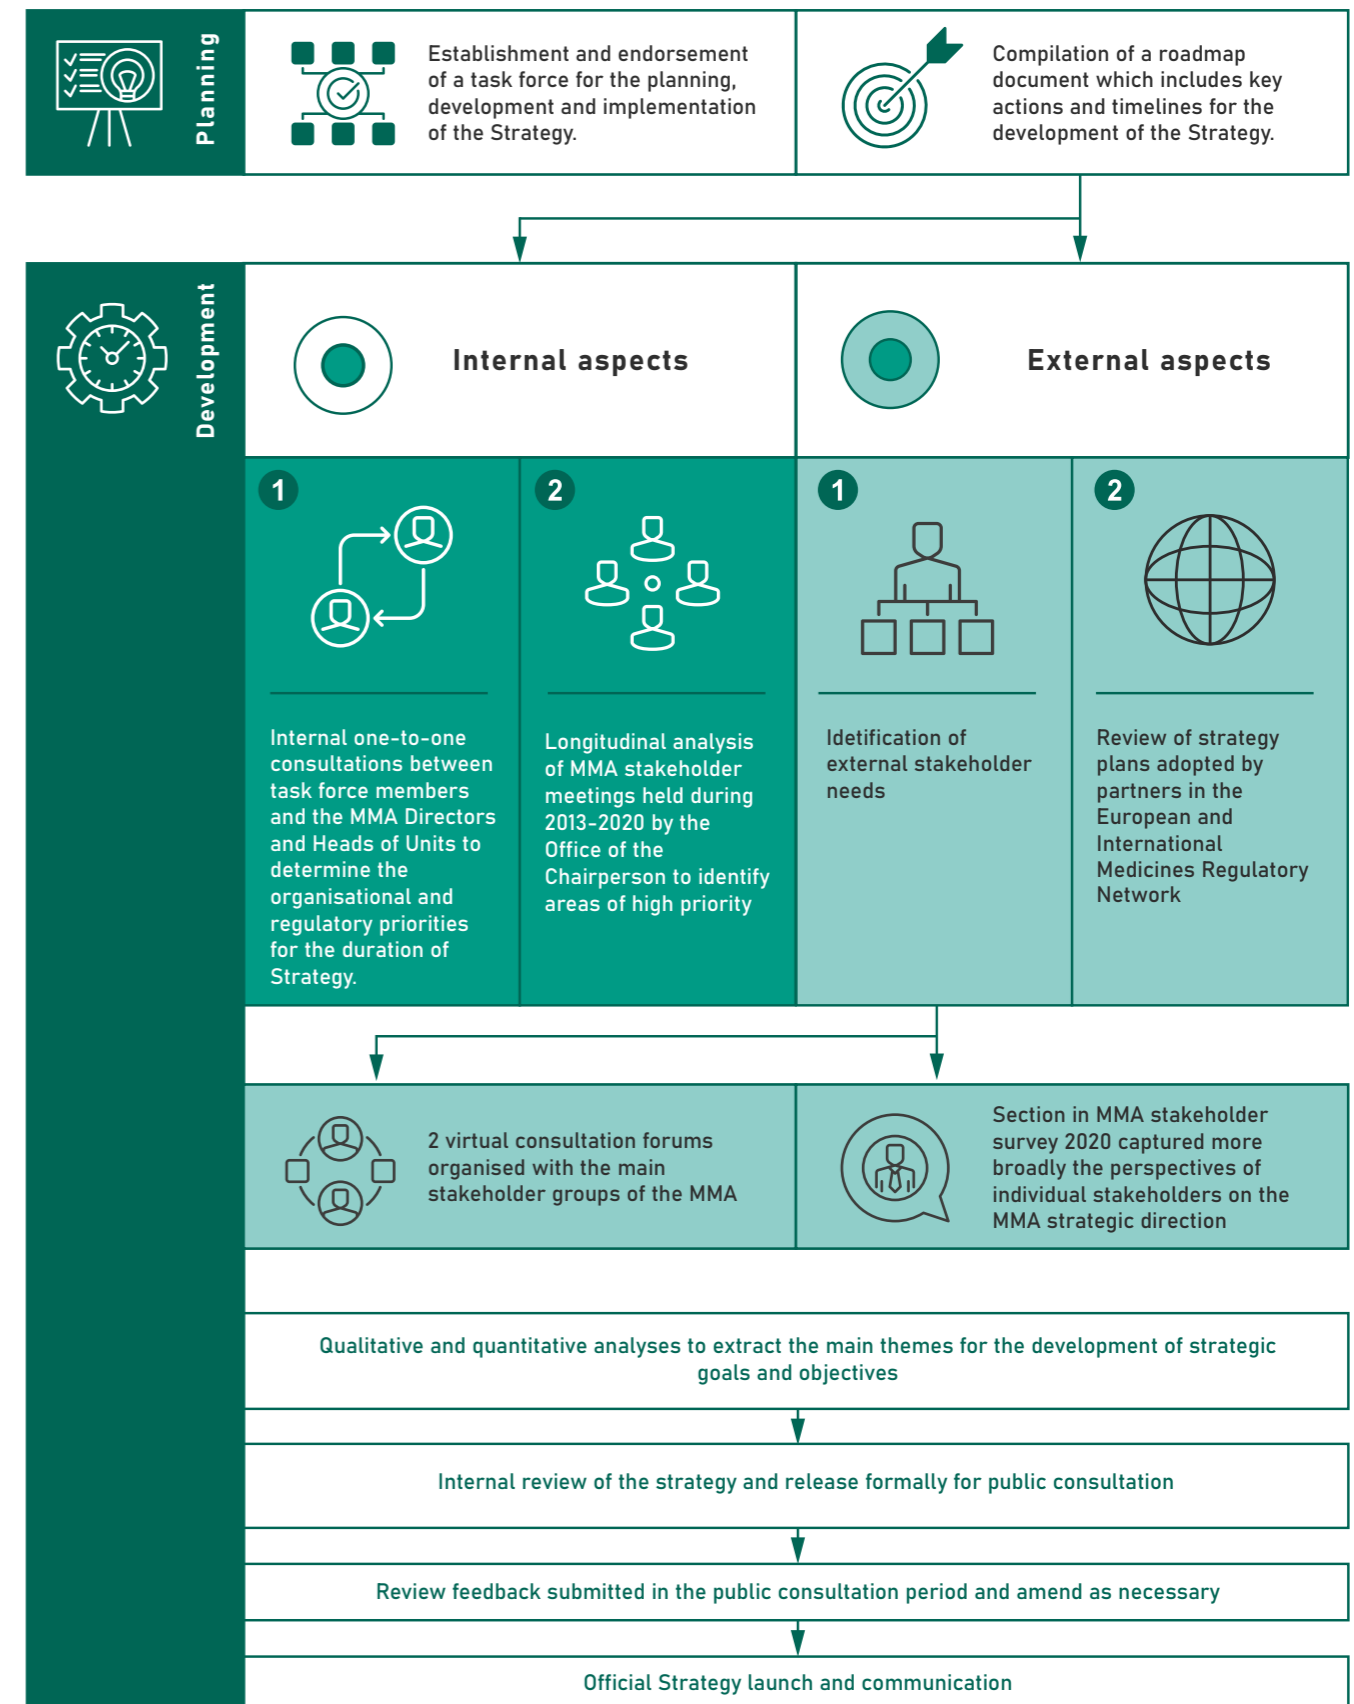 Planning
Establishment and endorsement
of a task force for the planning,
development and implementation
of the Strategy.
Compilation of a roadmap
document which includes key
actions and timelines for the
development of the Strategy.
Development
Internal aspects
External aspects
1
Internal one-to-one
consultations between
task force members
and the MMA Directors
and Heads of Units to
determine the
organisational and
regulatory priorities
for the duration of
Strategy.
2
Longitudinal analysis
of MMA stakeholder
meetings held during
2013-2020 by the
Office of the
Chairperson to identify
areas of high priority
1
Idetification of
external stakeholder
needs
2
Review of strategy
plans adopted by
partners in the
European and
International
Medicines Regulatory
Network
2 virtual consultation forums
organised with the main
stakeholder groups of the MMA
Section in MMA stakeholder
survey 2020 captured more
broadly the perspectives of
individual stakeholders on the
MMA strategic direction
Qualitative and quantitative analyses to extract the main themes for the development of strategic
goals and objectives
Internal review of the strategy and release formally for public consultation
Review feedback submitted in the public consultation period and amend as necessary
Official Strategy launch and communication